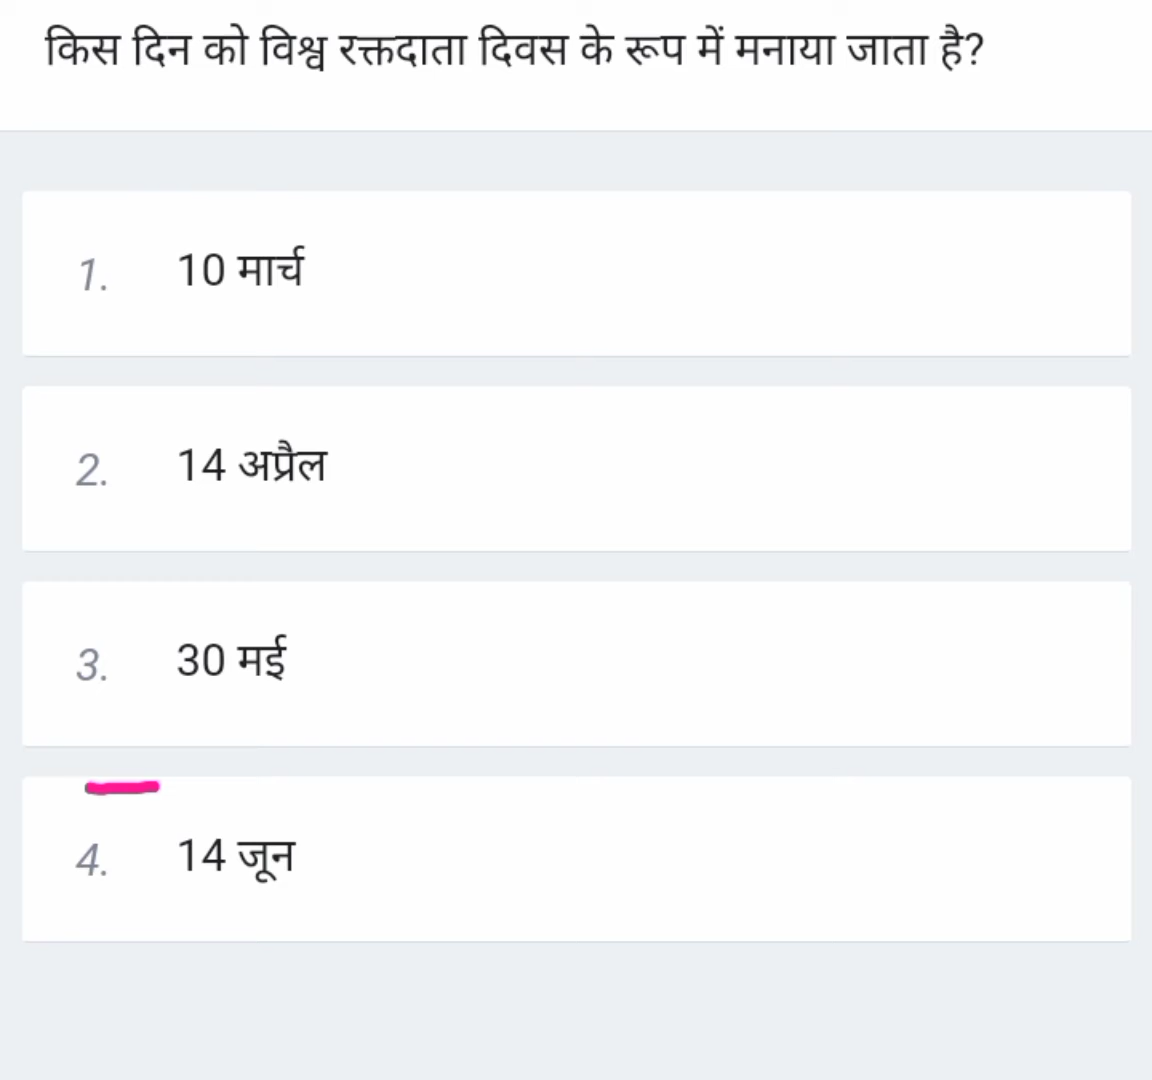 किस दिन को विश्व रक्तदाता दिवस के रूप में मनाया जाता है?
1. 10 मार्च
2. 14 अप्रैल
3. 30 मई
4. 14 जून